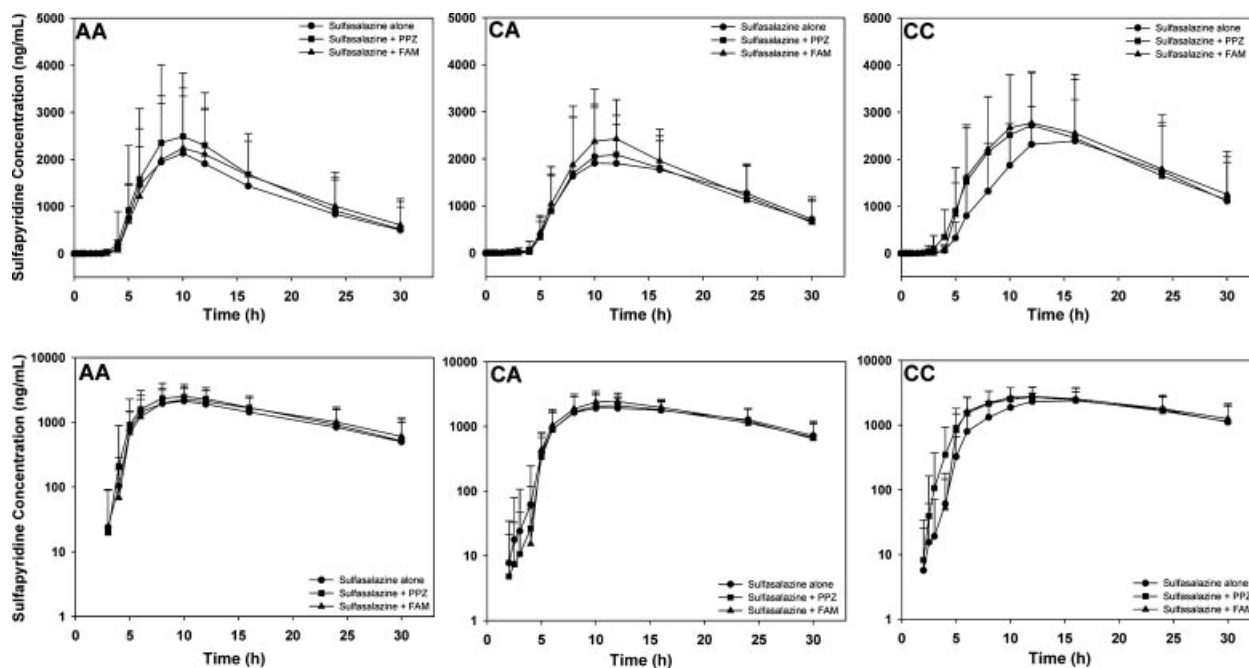 AA
Sulfasalazine alone
Sulfasalazine + PPZ
Sulfasalazine + FAM
5000
4000
3000
2000
1000
0
0 5 10 15 20 25 30
Time (h)
Sulfapyridine Concentration (ng/mL)
CA
Sulfasalazine alone
Sulfasalazine + PPZ
Sulfasalazine + FAM
5000
4000
3000
2000
1000
0
0 5 10 15 20 25 30
Time (h)
CC
Sulfasalazine alone
Sulfasalazine + PPZ
Sulfasalazine + FAM
5000
4000
3000
2000
1000
0
0 5 10 15 20 25 30
Time (h)
AA
10000
1000
100
10
1
Sulfasalazine alone
Sulfasalazine + PPZ
Sulfasalazine + FAM
0 5 10 15 20 25 30
Time (h)
Sulfapyridine Concentration (ng/mL)
CA
10000
1000
100
10
1
Sulfasalazine alone
Sulfasalazine + PPZ
Sulfasalazine + FAM
0 5 10 15 20 25 30
Time (h)
CC
10000
1000
100
10
1
Sulfasalazine alone
Sulfasalazine + PPZ
Sulfasalazine + FAM
0 5 10 15 20 25 30
Time (h)